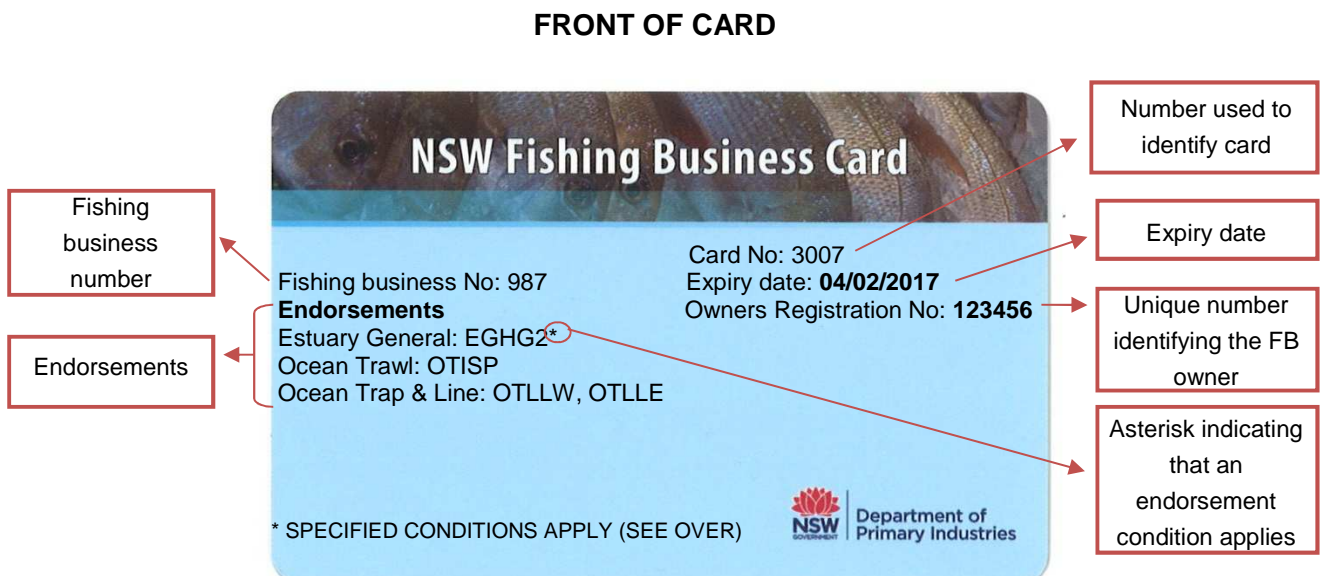 FRONT OF CARD
NSW Fishing Business Card
Number used to
identify card
Fishing
business
number
Expiry date
Card No: 3007
Fishing business No: 987
Expiry date: 04/02/2017
Endorsements
Owners Registration No: 123456
Unique number
identifying the FB
owner
Estuary General: EGHG2*
Endorsements
Ocean Trawl: OTISP
Ocean Trap & Line: OTLLW, OTLLE
Asterisk indicating
that an
endorsement
condition applies
* SPECIFIED CONDITIONS APPLY (SEE OVER)
NSW
GOVERNMENT
Department of
Primary Industries